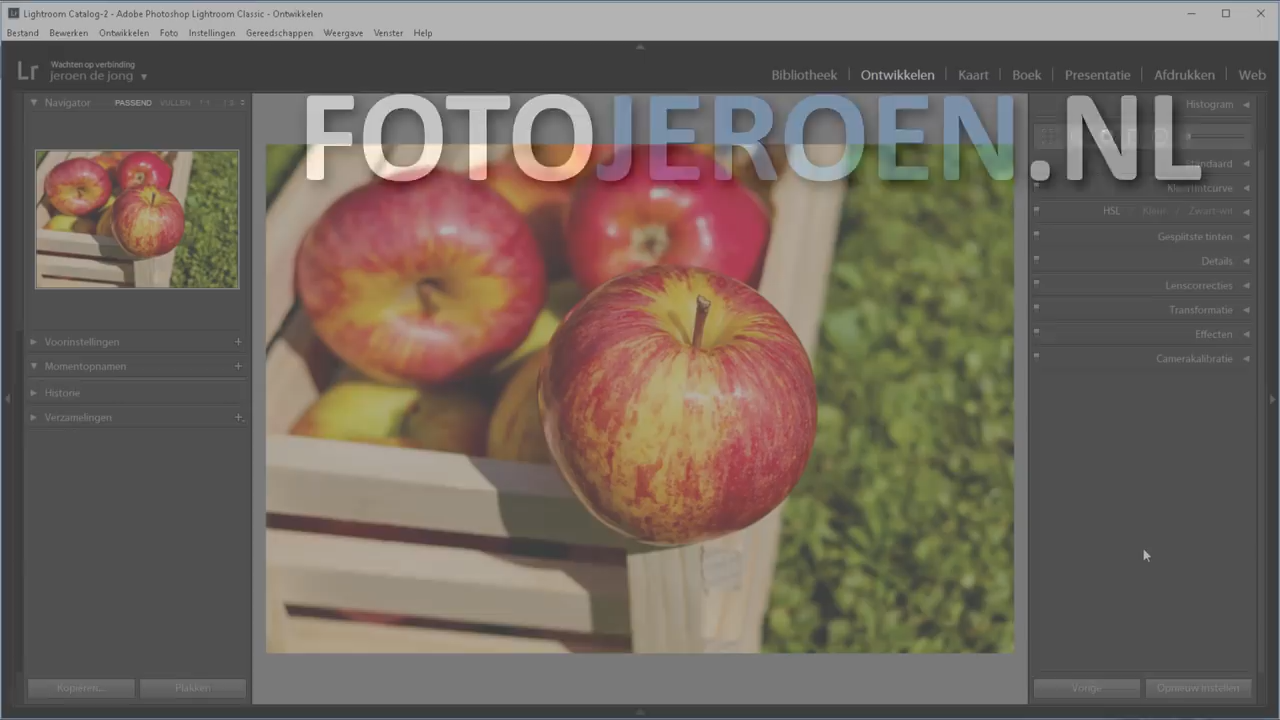 Lightroom Catalog-2 - Adobe Photoshop Lightroom Classic - Ontwikkelen
Bestand Bewerken Ontwikkelen Foto Instellingen Gereedschappen Weergave Venster Help
Lr
Wachten op verbinding
jeroen de jong
Bibliotheek Ontwikkelen Kaart Boek Presentatie Afdrukken Web
Navigator PASSEND VULLEN
Histogram
FOTOJEROEN.NL
HSL / Kleur / Zwart-wit
Gesplitste tinten
Details
Lenscorrecties
Transformatie
Effecten
Camerakalibratie
Voorinstellingen
Momentopnamen
Historie
Verzamelingen
Kopiëren... Plakken
Vorige Opnieuw instellen